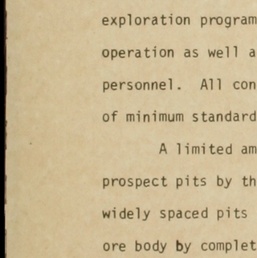 exploration program
operation as well a
personnel. All con
of minimum standard
A limited am
prospect pits by th
widely spaced pits
ore body by complet